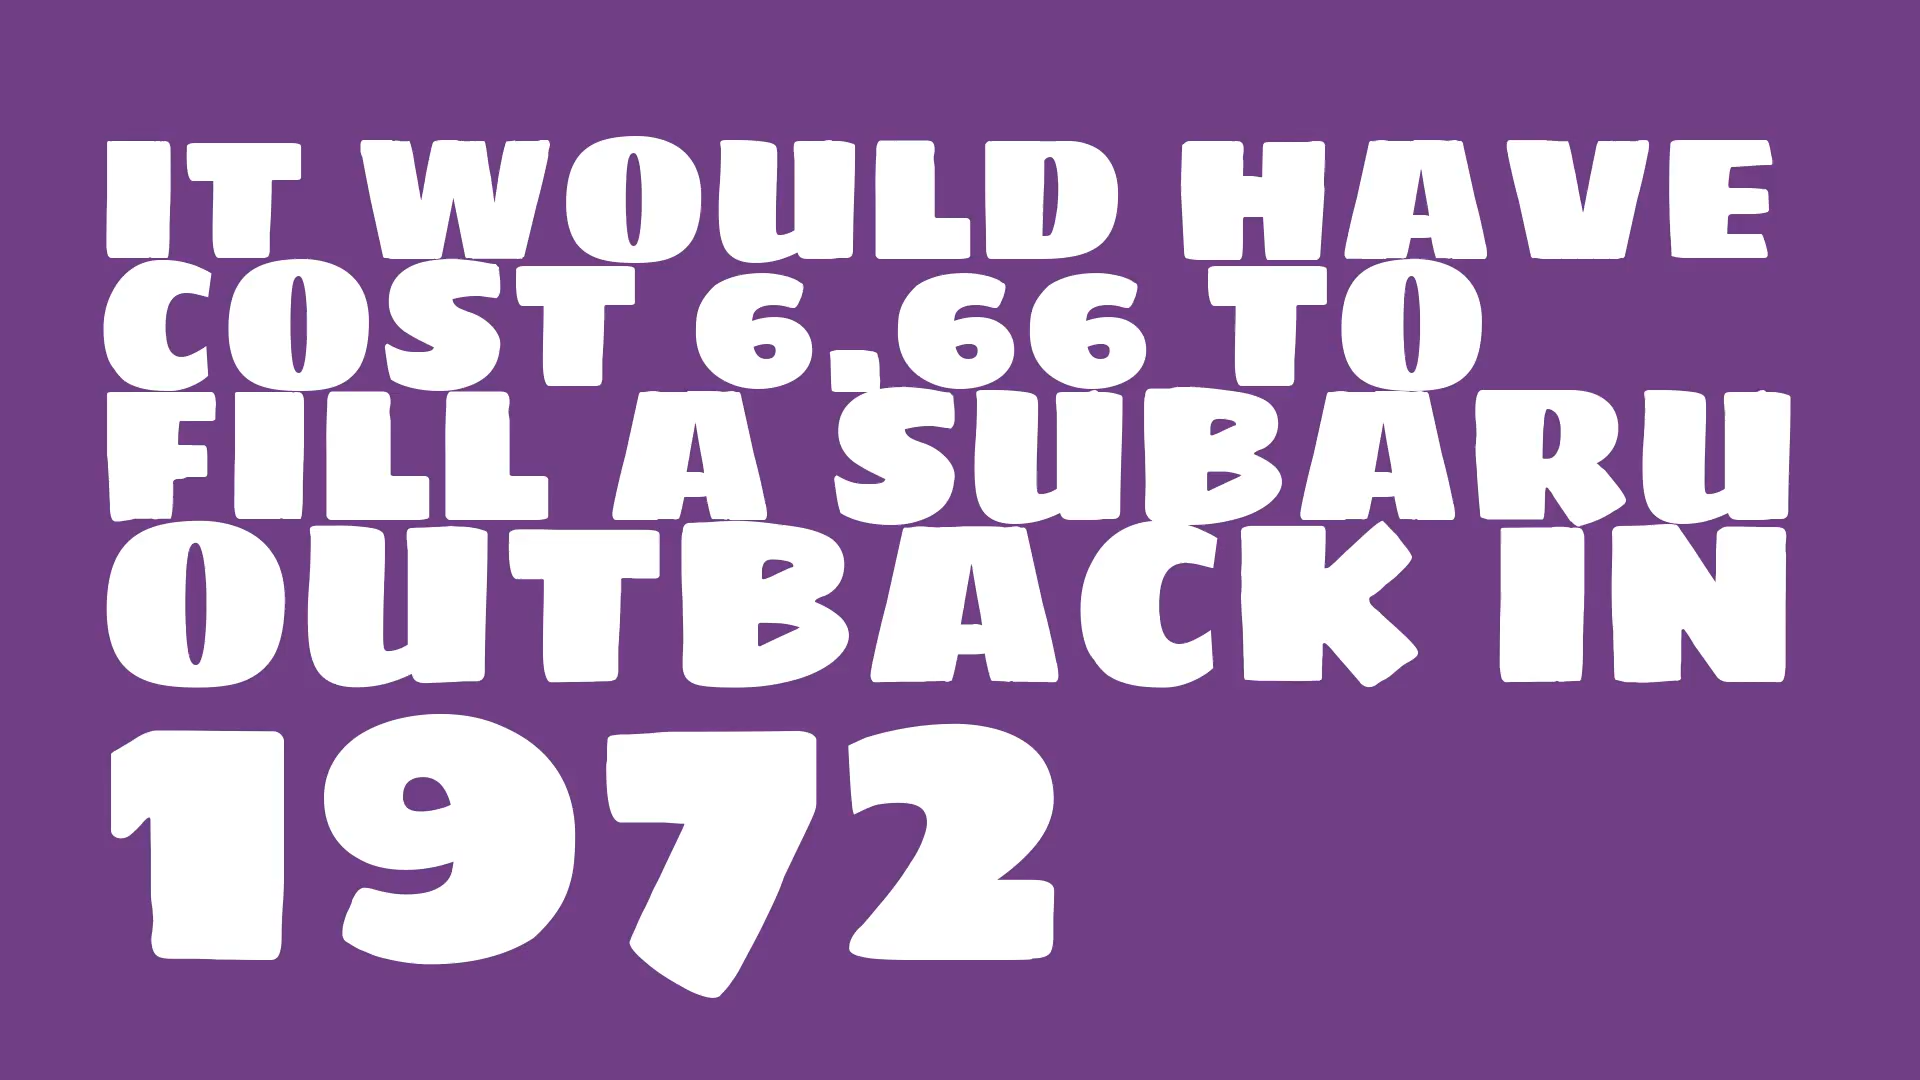 IT WOULD HAVE
COST 6.66 TO
FILL A SUBARU
OUTBACK IN
1972